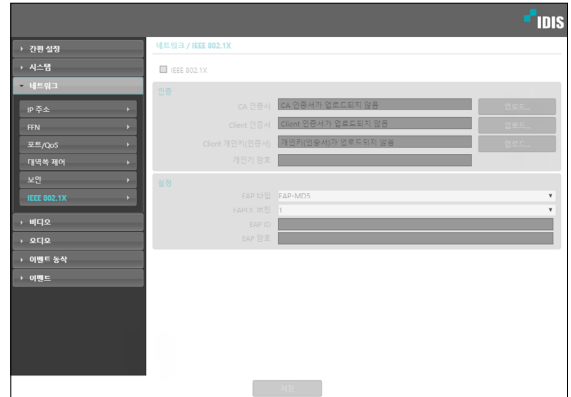 IDIS
간편 설정
시스템
네트워크
IP 주소
FFN
포트/QoS
대역폭 제어
보안
IEEE 802.1X
비디오
오디오
이벤트 동작
이벤트
네트워크 / IEEE 802.1X
IEEE 802.1X
인증
CA 인증서 CA 인증서가 업로드되지 않음 업로드...
Client 인증서 Client 인증서가 업로드되지 않음 업로드...
Client 개인키(인증서) 개인키(인증서)가 업로드되지 않음 업로드...
개인키 암호
설정
EAP 타입 EAP-MD5
EAPOL 버전 1
EAP ID
EAP 암호
저장